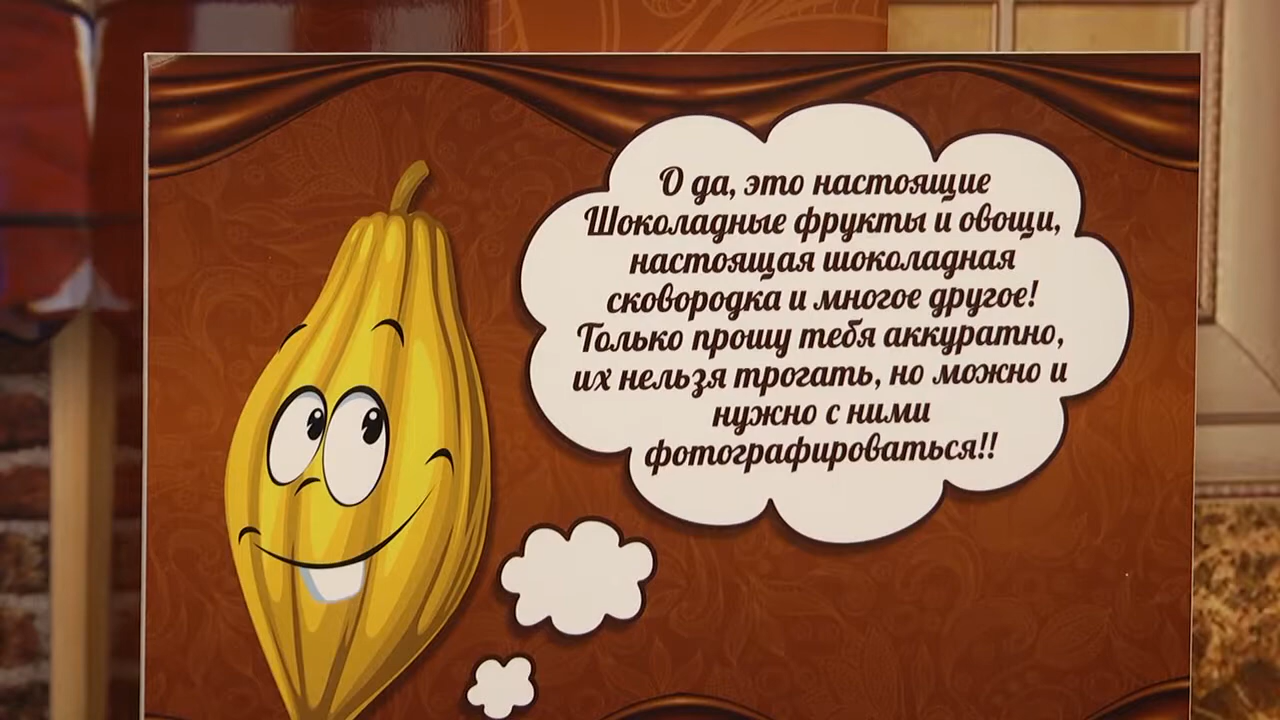 О да, это настоящие
Шоколадные фрукты и овощи,
настоящая шоколадная
сковородка и многое другое!
Только прошу тебя аккуратно,
их нельзя трогать, но можно и
нужно с ними
фотографироваться!!